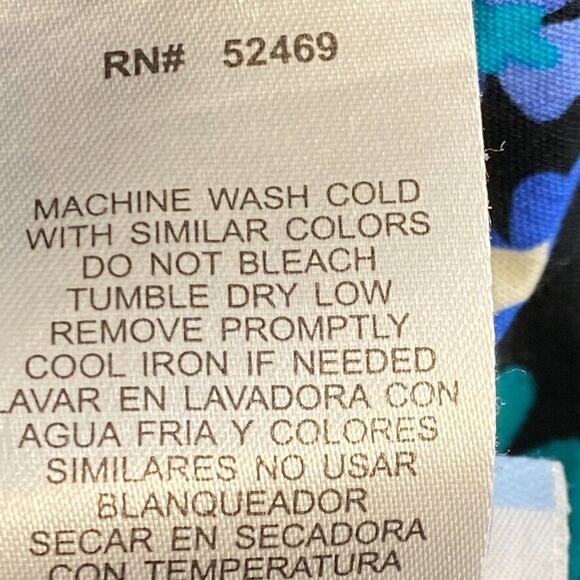 RN# 52469
MACHINE WASH COLD
WITH SIMILAR COLORS
DO NOT BLEACH
TUMBLE DRY LOW
REMOVE PROMPTLY
COOL IRON IF NEEDED
LAVAR EN LAVADORA CON
AGUA FRIA Y COLORES
SIMILARES NO USAR
BLANQUEADOR
SECAR EN SECADORA
CON TEMPERATURA